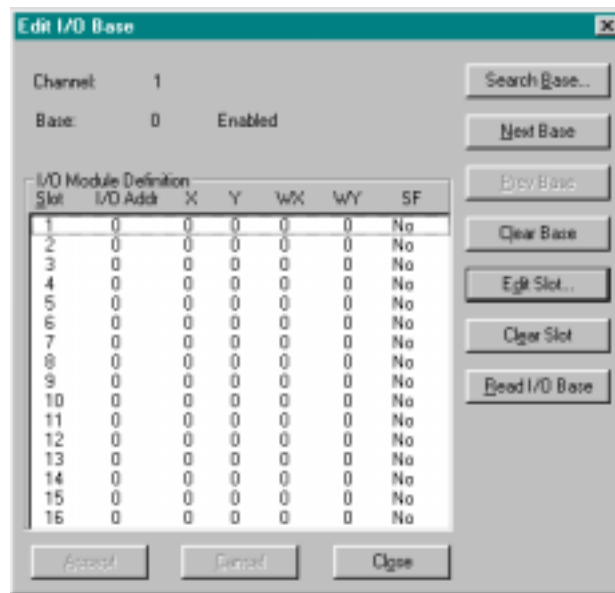 Edit I/O Base
Channel: 1
Base: 0 Enabled
I/O Module Definition
Slot I/O Addr X Y WX WY SF
1 0 0 0 0 0 No
2 0 0 0 0 0 No
3 0 0 0 0 0 No
4 0 0 0 0 0 No
5 0 0 0 0 0 No
6 0 0 0 0 0 No
7 0 0 0 0 0 No
8 0 0 0 0 0 No
9 0 0 0 0 0 No
10 0 0 0 0 0 No
11 0 0 0 0 0 No
12 0 0 0 0 0 No
13 0 0 0 0 0 No
14 0 0 0 0 0 No
15 0 0 0 0 0 No
16 0 0 0 0 0 No
Accept Cancel Close
Search Base...
Next Base
Prev Base
Clear Base
Edit Slot...
Clear Slot
Read I/O Base